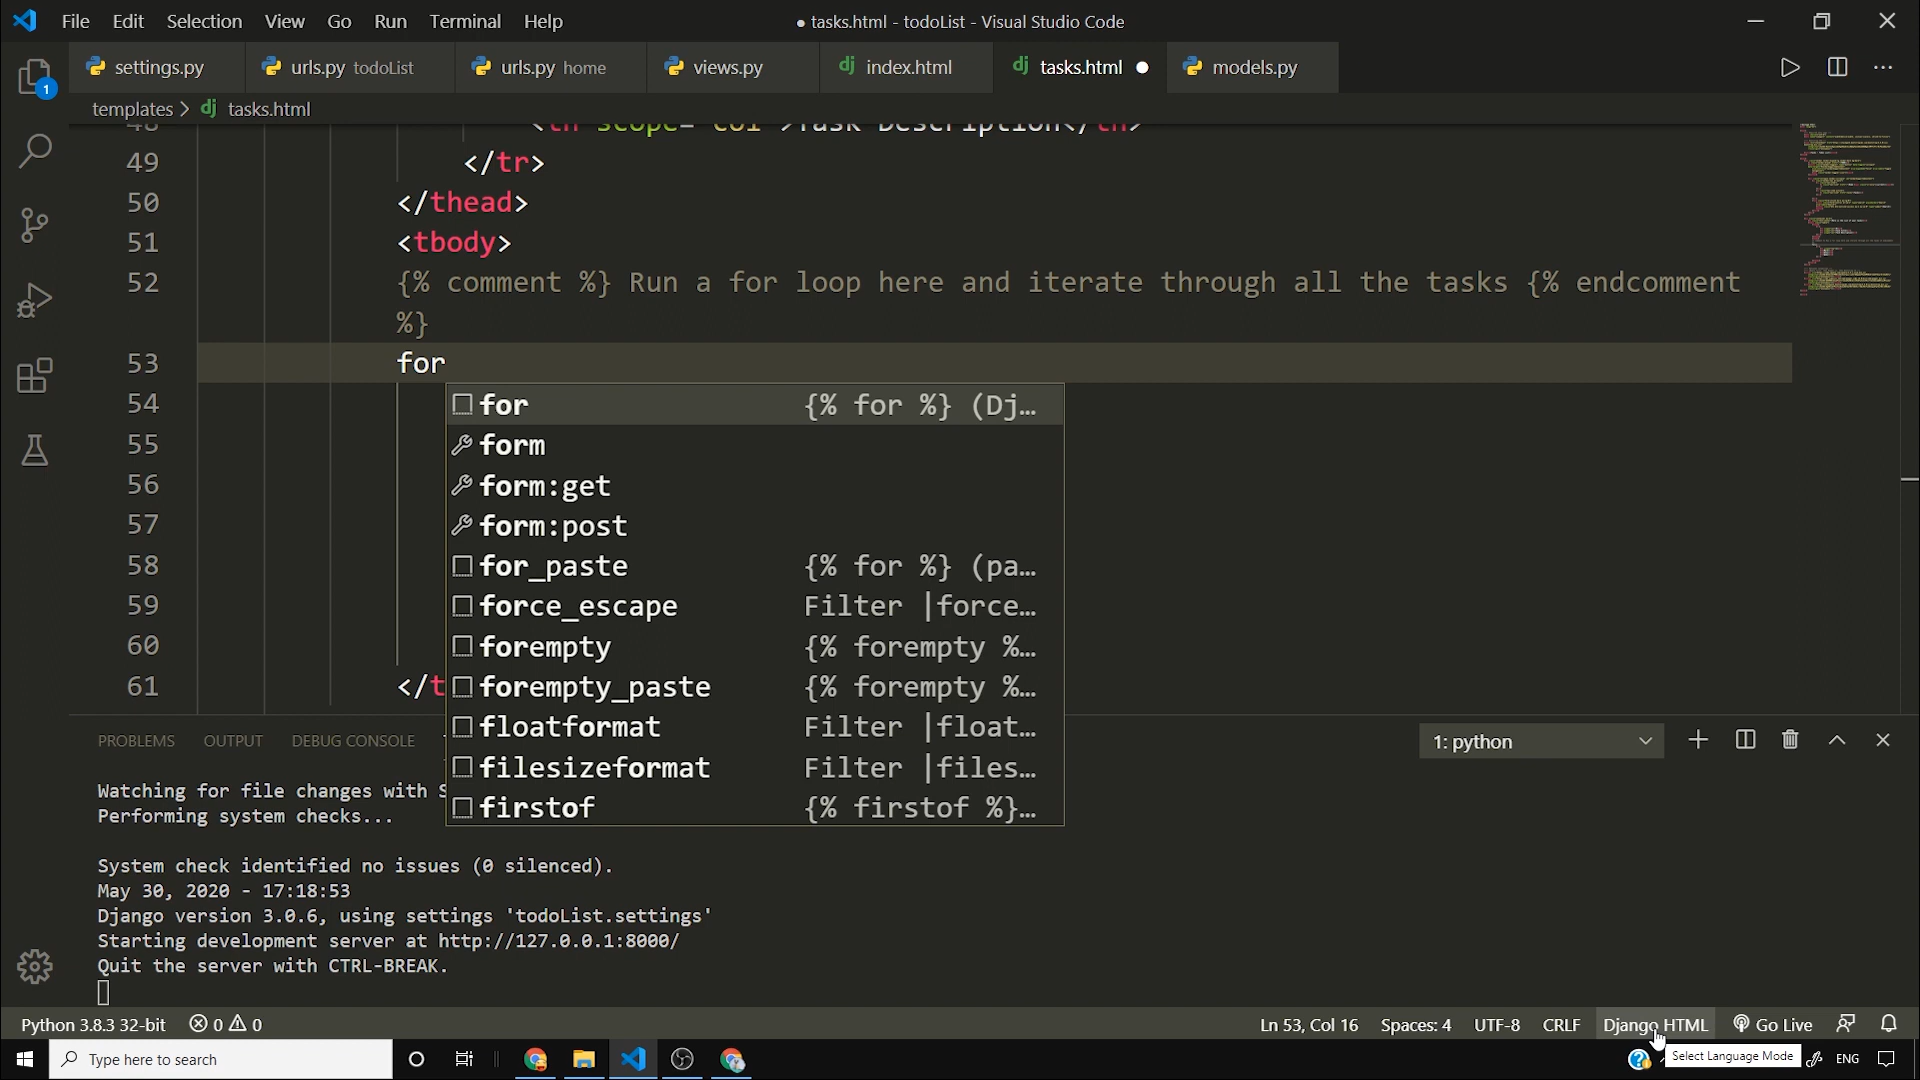 File Edit Selection View Go Run Terminal Help
● tasks.html - todoList - Visual Studio Code
settings.py
urls.py todoList
urls.py home
views.py
index.html
tasks.html
models.py
templates > tasks.html
1
48 <th scope="col">Task Description</th>
49 </tr>
50 </thead>
51 <tbody>
52 {% comment %} Run a for loop here and iterate through all the tasks {% endcomment
%}
53 for
54
55
56
57
58
59
60
61 </t
for {% for %} (Dj…
form
form:get
form:post
for_paste {% for %} (pa…
force_escape Filter |force…
forempty {% forempty %…
forempty_paste {% forempty %…
floatformat Filter |float…
filesizeformat Filter |files…
firstof {% firstof %}…
PROBLEMS OUTPUT DEBUG CONSOLE
1: python
Watching for file changes with S
Performing system checks...
System check identified no issues (0 silenced).
May 30, 2020 - 17:18:53
Django version 3.0.6, using settings 'todoList.settings'
Starting development server at http://127.0.0.1:8000/
Quit the server with CTRL-BREAK.
Python 3.8.3 32-bit 0 0
Ln 53, Col 16 Spaces: 4 UTF-8 CRLF Django HTML Go Live
Type here to search
Select Language Mode
ENG